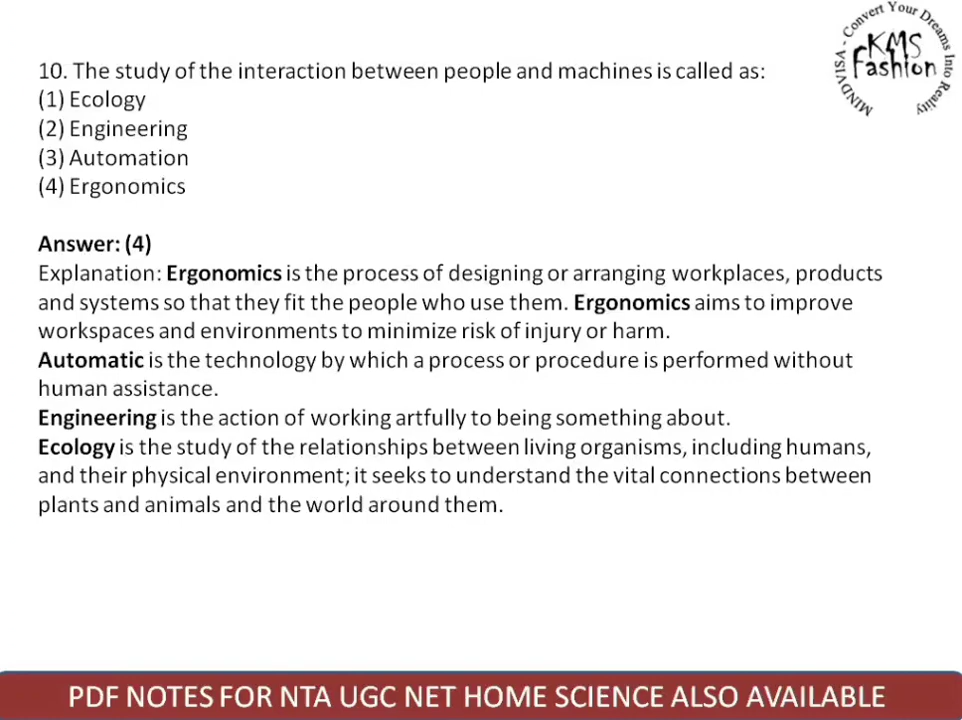 MINDVISA - Convert Your Dreams Into Reality
KMS
Fashion
10. The study of the interaction between people and machines is called as:
(1) Ecology
(2) Engineering
(3) Automation
(4) Ergonomics
Answer: (4)
Explanation: Ergonomics is the process of designing or arranging workplaces, products
and systems so that they fit the people who use them. Ergonomics aims to improve
workspaces and environments to minimize risk of injury or harm.
Automatic is the technology by which a process or procedure is performed without
human assistance.
Engineering is the action of working artfully to being something about.
Ecology is the study of the relationships between living organisms, including humans,
and their physical environment; it seeks to understand the vital connections between
plants and animals and the world around them.
PDF NOTES FOR NTA UGC NET HOME SCIENCE ALSO AVAILABLE